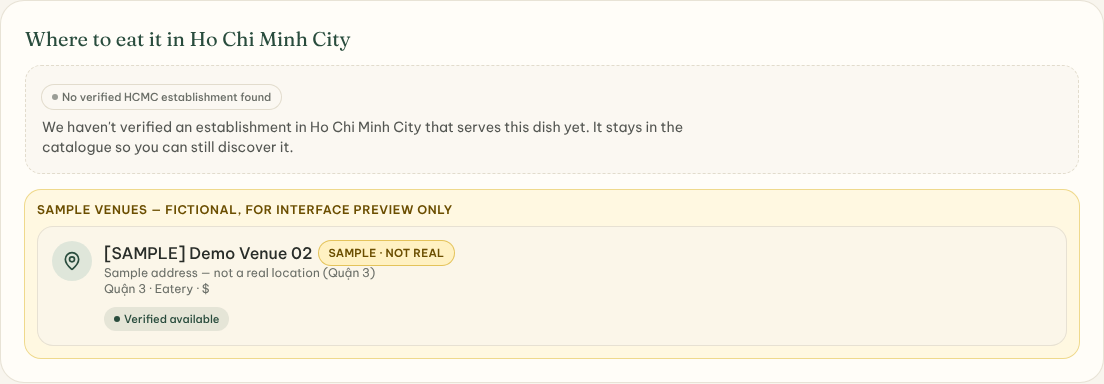 Where to eat it in Ho Chi Minh City
No verified HCMC establishment found
We haven't verified an establishment in Ho Chi Minh City that serves this dish yet. It stays in the
catalogue so you can still discover it.
SAMPLE VENUES — FICTIONAL, FOR INTERFACE PREVIEW ONLY
[SAMPLE] Demo Venue 02 SAMPLE · NOT REAL
Sample address — not a real location (Quận 3)
Quận 3 · Eatery · $
Verified available